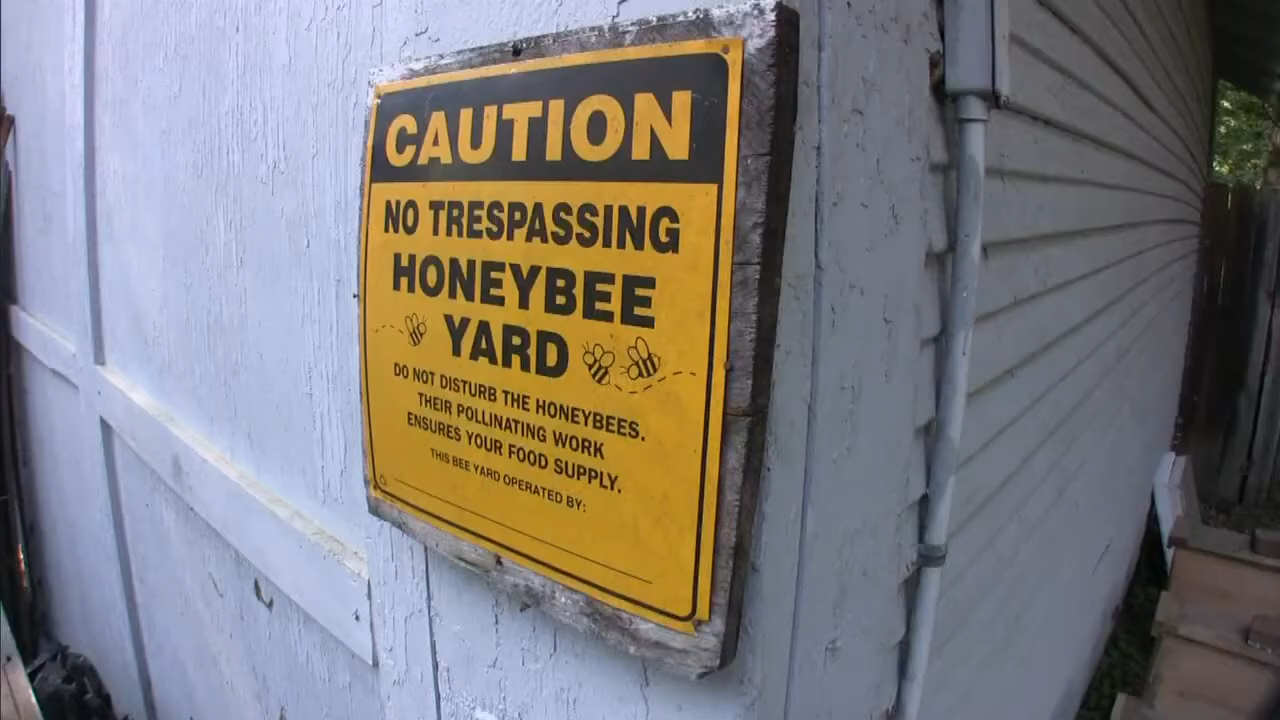 CAUTION
NO TRESPASSING
HONEYBEE
YARD
DO NOT DISTURB THE HONEYBEES.
THEIR POLLINATING WORK
ENSURES YOUR FOOD SUPPLY.
THIS BEE YARD OPERATED BY: